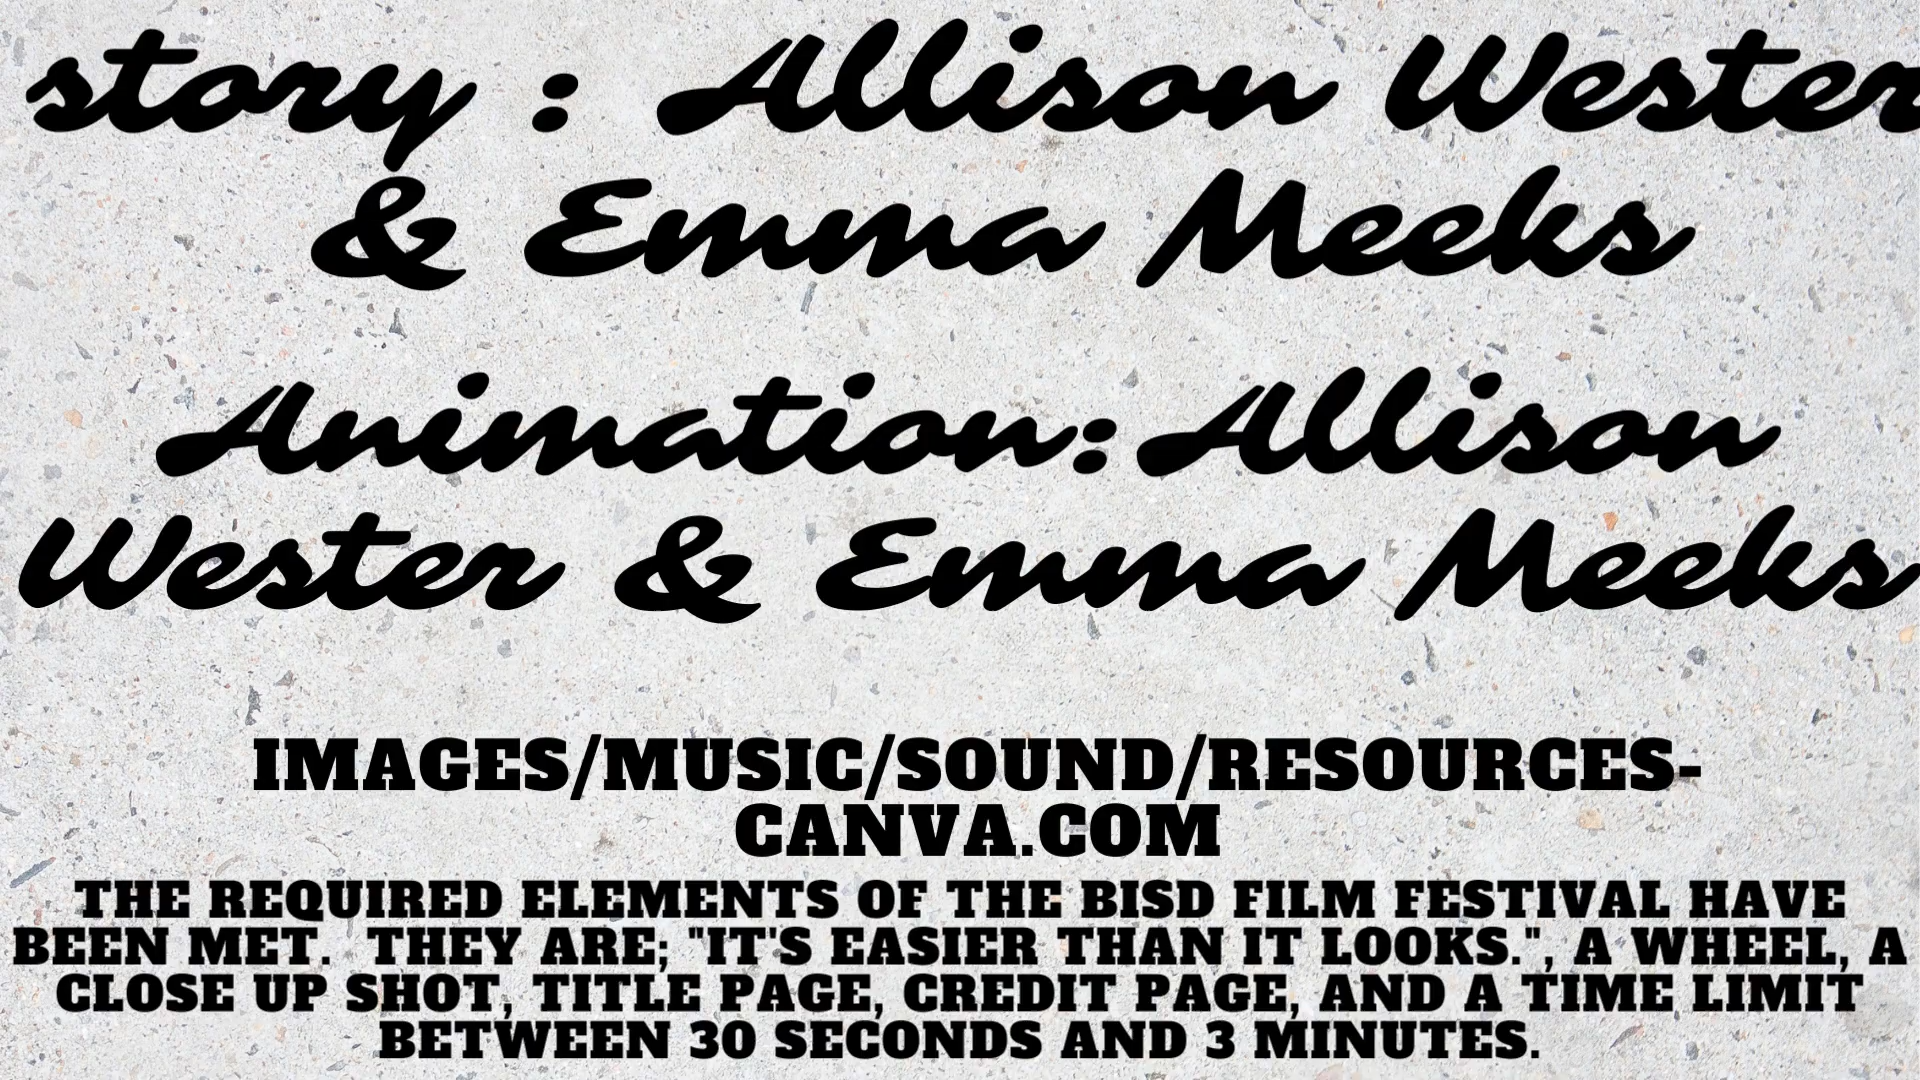 story : Allison Wester
& Emma Meeks
Animation: Allison
Wester & Emma Meeks
IMAGES/MUSIC/SOUND/RESOURCES-
CANVA.COM
THE REQUIRED ELEMENTS OF THE BISD FILM FESTIVAL HAVE
BEEN MET.  THEY ARE; "IT'S EASIER THAN IT LOOKS.", A WHEEL, A
CLOSE UP SHOT, TITLE PAGE, CREDIT PAGE, AND A TIME LIMIT
BETWEEN 30 SECONDS AND 3 MINUTES.